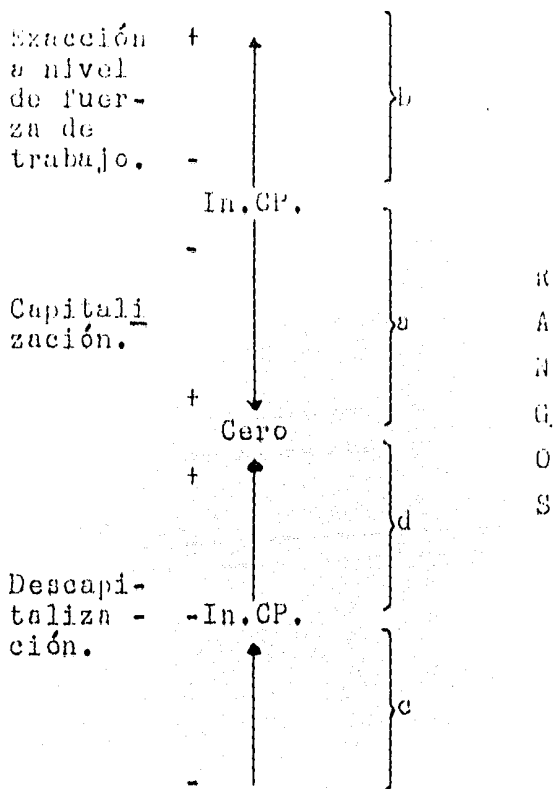 Exacción +
a nivel
de fuer- b
za de
trabajo. -
In.CP.
-
Capitali a
zación.
+
Cero
+
d
Descapi-
taliza - -In.CP.
ción.
c
-
R
A
N
G
O
S